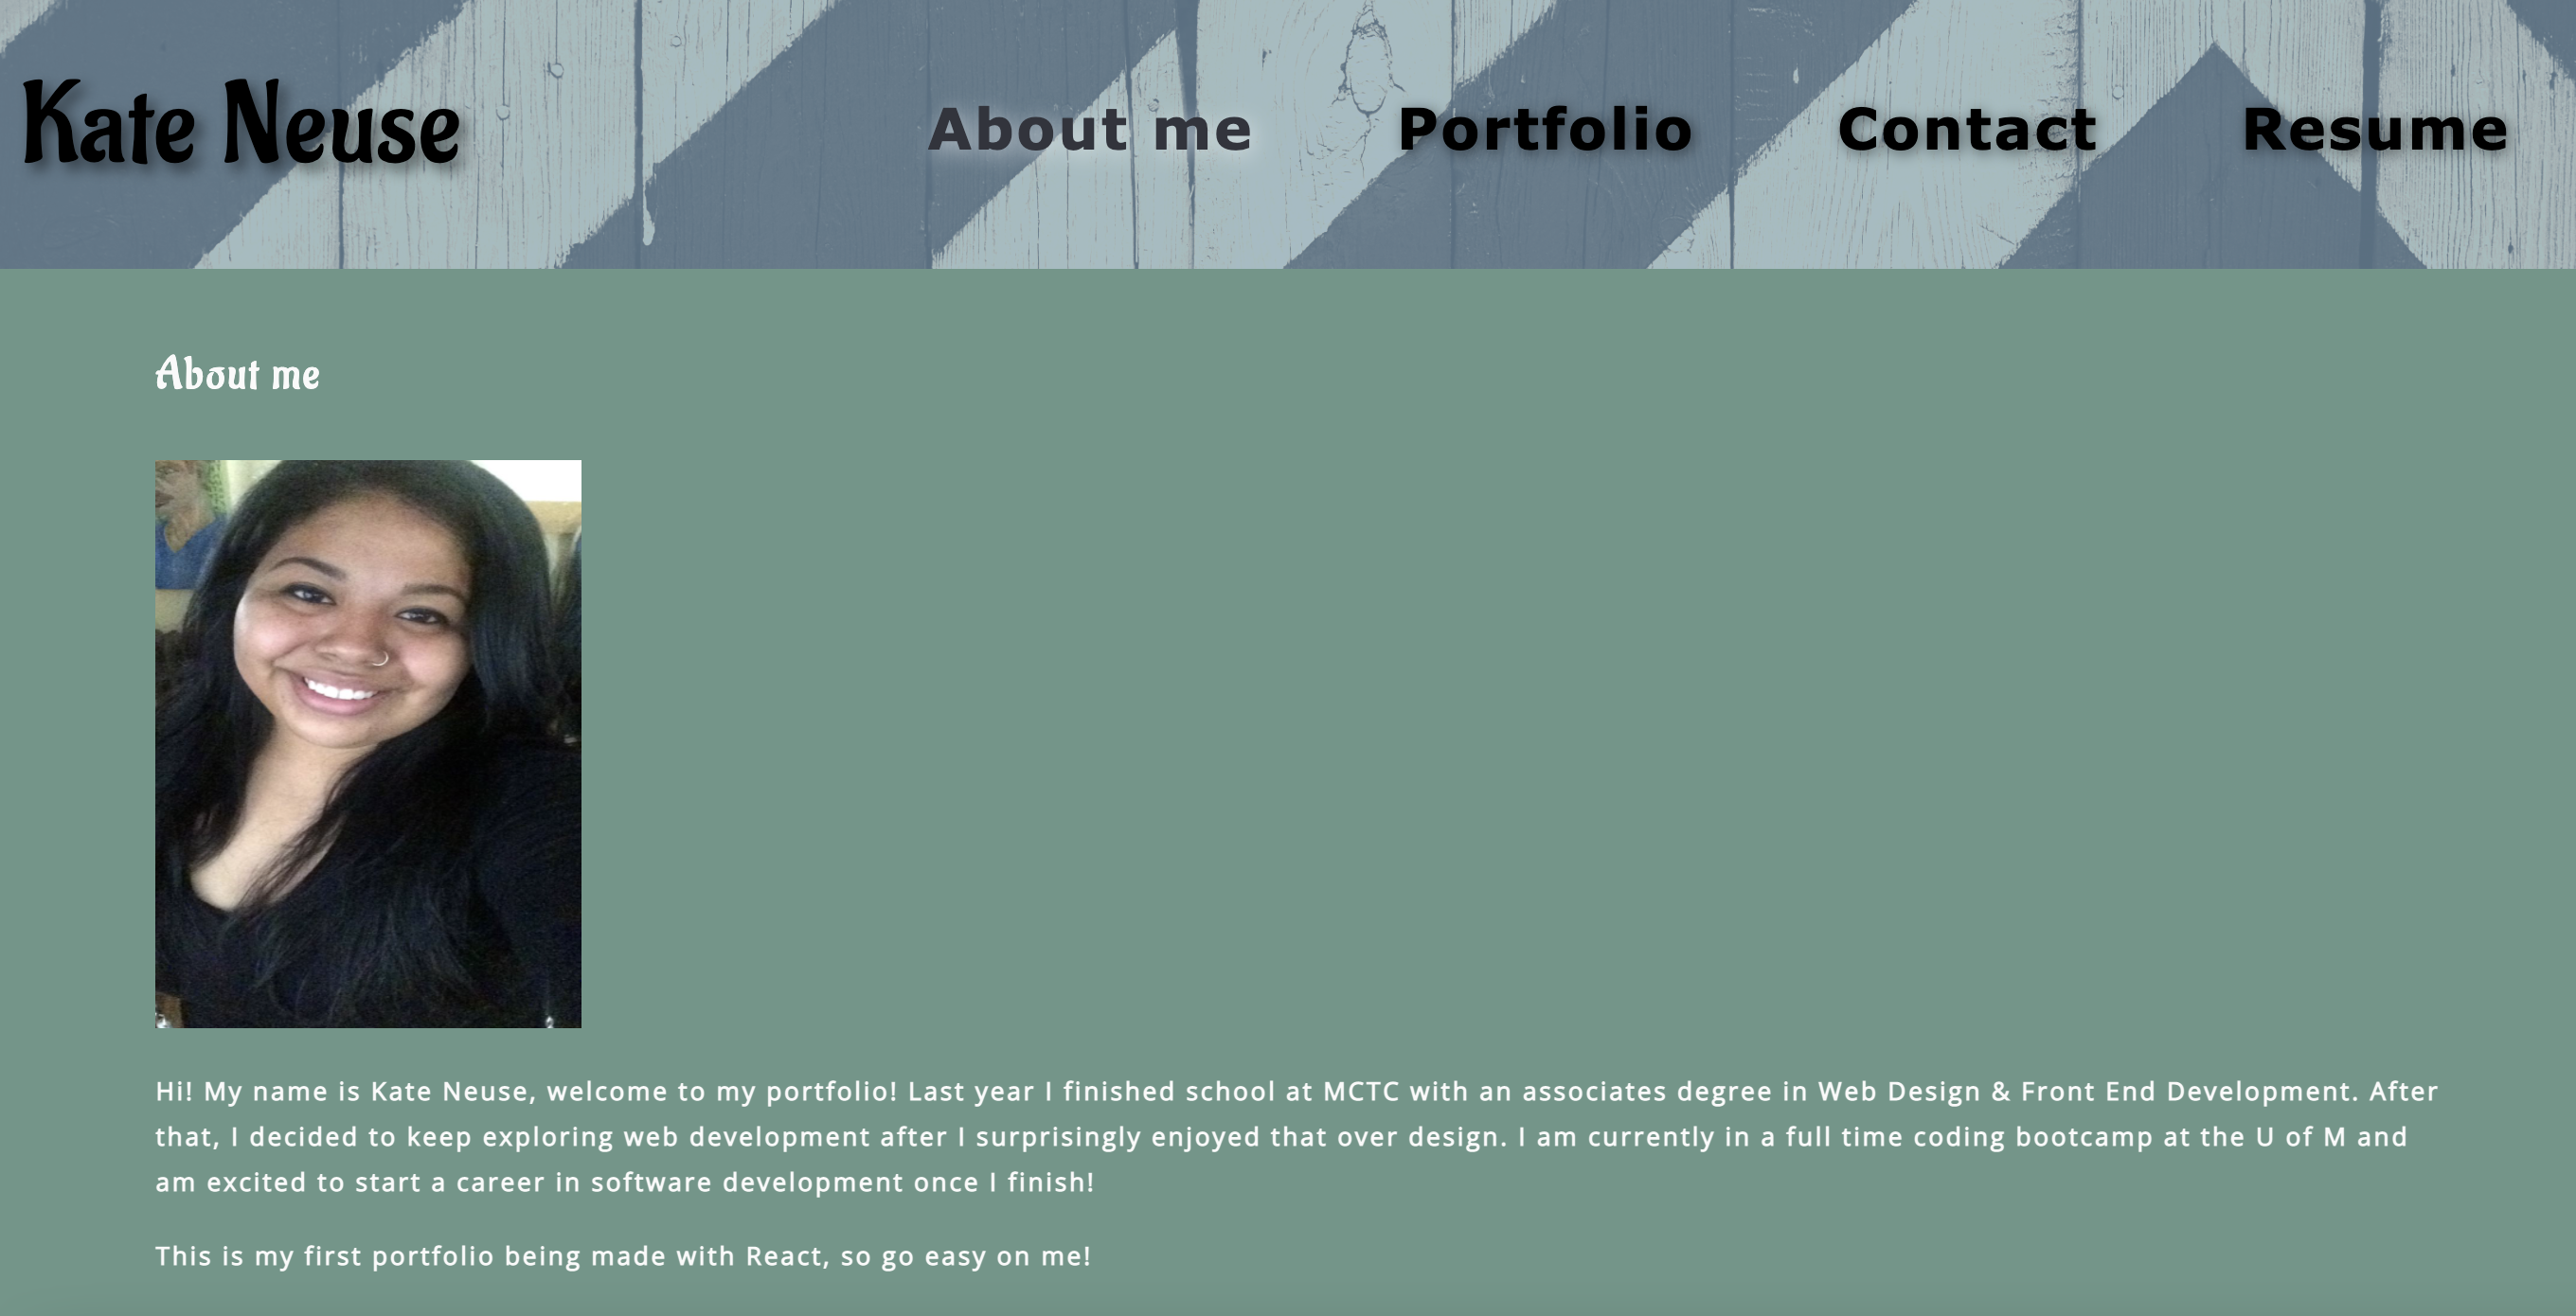 Kate Neuse
About me
Portfolio
Contact
Resume
About me
Hi! My name is Kate Neuse, welcome to my portfolio! Last year I finished school at MCTC with an associates degree in Web Design & Front End Development. After
that, I decided to keep exploring web development after I surprisingly enjoyed that over design. I am currently in a full time coding bootcamp at the U of M and
am excited to start a career in software development once I finish!
This is my first portfolio being made with React, so go easy on me!